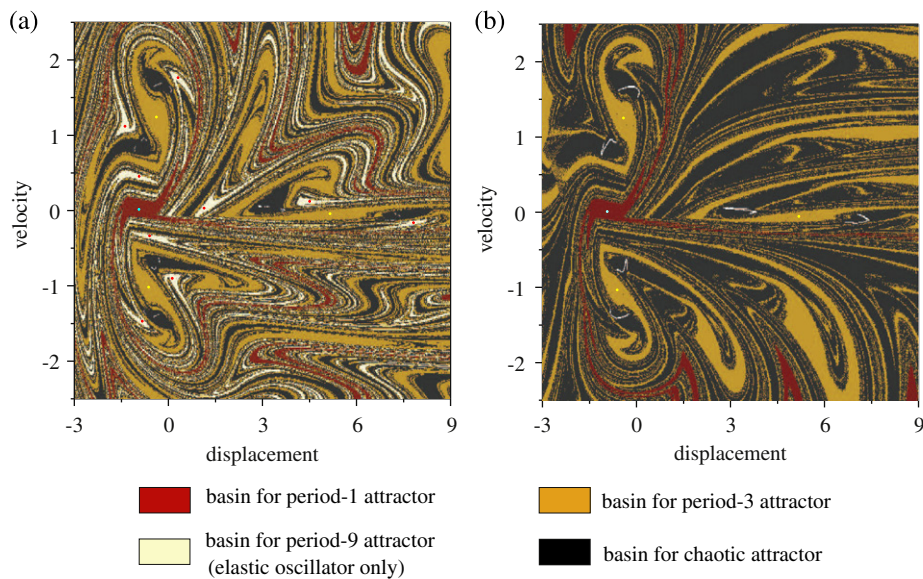 (a)
(b)
2
1
0
-1
-2
velocity
-3
0
3
6
9
displacement
2
1
0
-1
-2
velocity
-3
0
3
6
9
displacement
basin for period-1 attractor
basin for period-3 attractor
basin for period-9 attractor
(elastic oscillator only)
basin for chaotic attractor